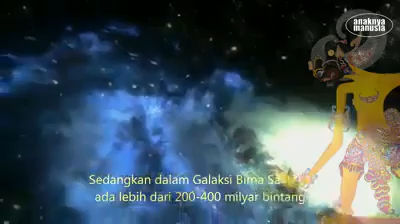 anaknya
manusia
Sedangkan dalam Galaksi Bima
ada lebih dari 200-400 milyar bintang